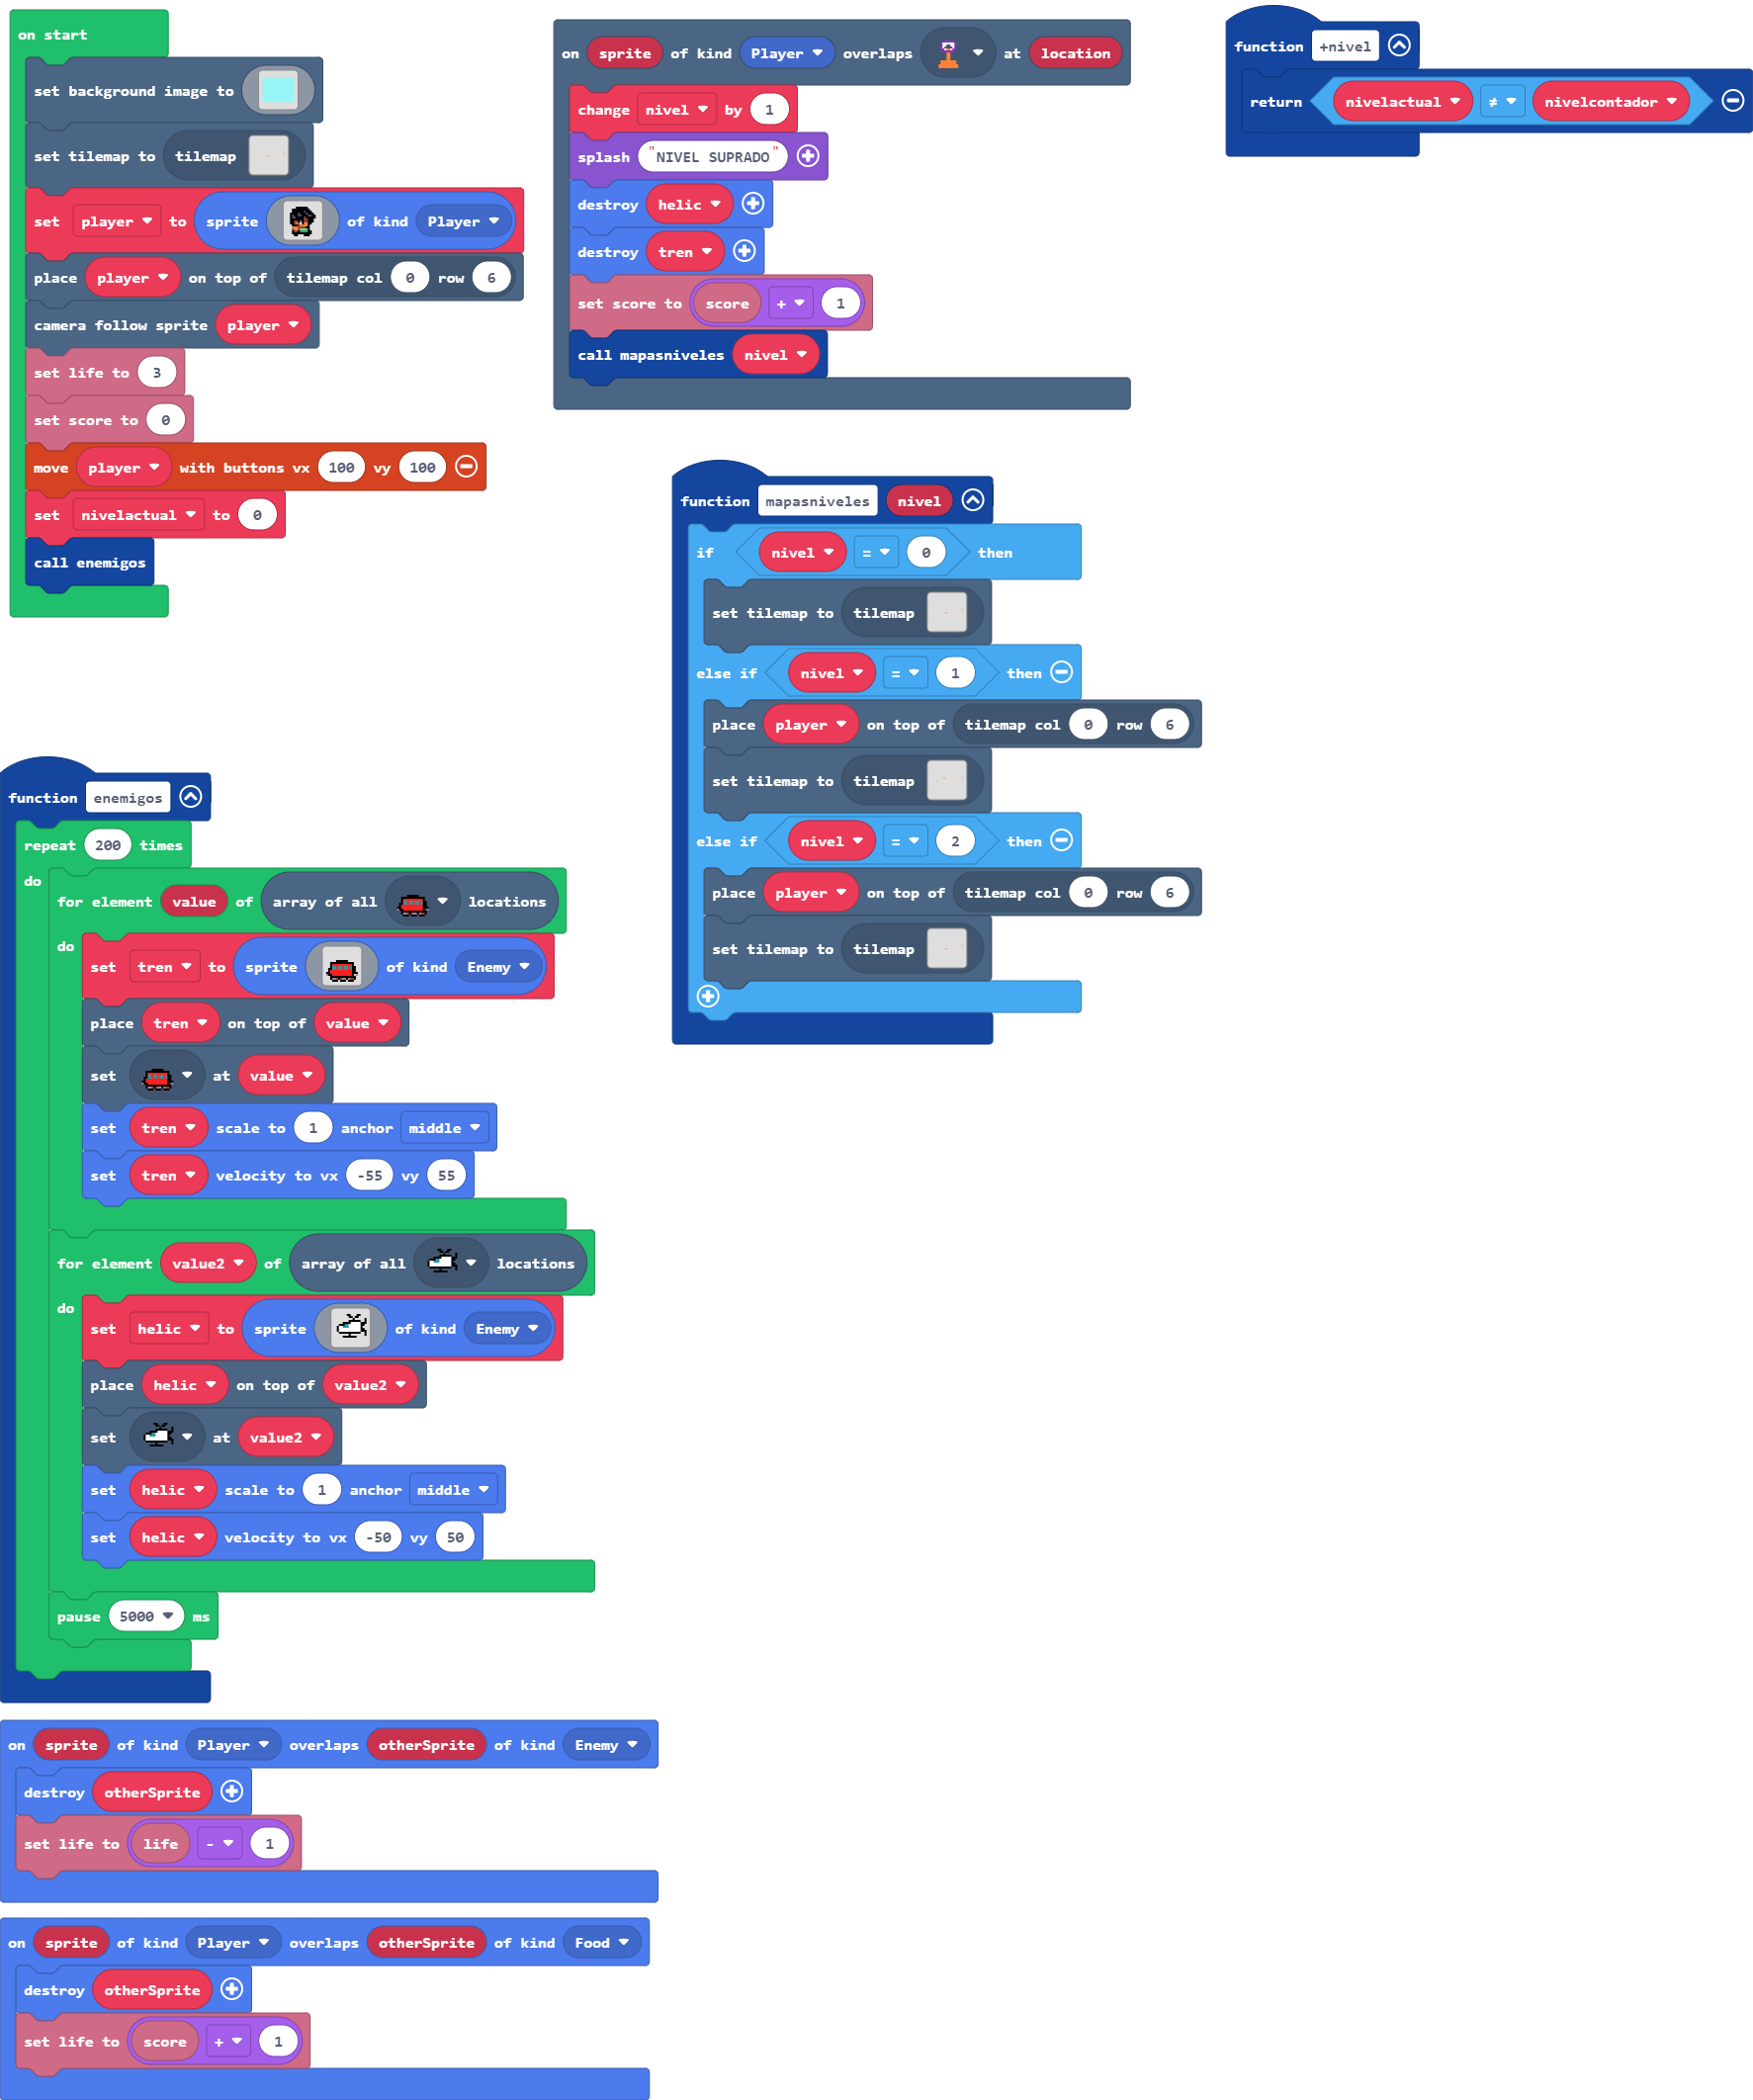 on start
set background image to
set tilemap to tilemap
set player to sprite of kind Player
place player on top of tilemap col 0 row 6
camera follow sprite player
set life to 3
set score to 0
move player with buttons vx 100 vy 100
set nivelactual to 0
call enemigos
on sprite of kind Player overlaps at location
change nivel by 1
splash "NIVEL SUPRADO"
destroy helic
destroy tren
set score to score + 1
call mapasniveles nivel
function +nivel
return nivelactual ≠ nivelcontador
function mapasniveles nivel
if nivel = 0 then
set tilemap to tilemap
else if nivel = 1 then
place player on top of tilemap col 0 row 6
set tilemap to tilemap
else if nivel = 2 then
place player on top of tilemap col 0 row 6
set tilemap to tilemap
function enemigos
repeat 200 times
do
for element value of array of all locations
do
set tren to sprite of kind Enemy
place tren on top of value
set at value
set tren scale to 1 anchor middle
set tren velocity to vx -55 vy 55
for element value2 of array of all locations
do
set helic to sprite of kind Enemy
place helic on top of value2
set at value2
set helic scale to 1 anchor middle
set helic velocity to vx -50 vy 50
pause 5000 ms
on sprite of kind Player overlaps otherSprite of kind Enemy
destroy otherSprite
set life to life - 1
on sprite of kind Player overlaps otherSprite of kind Food
destroy otherSprite
set life to score + 1